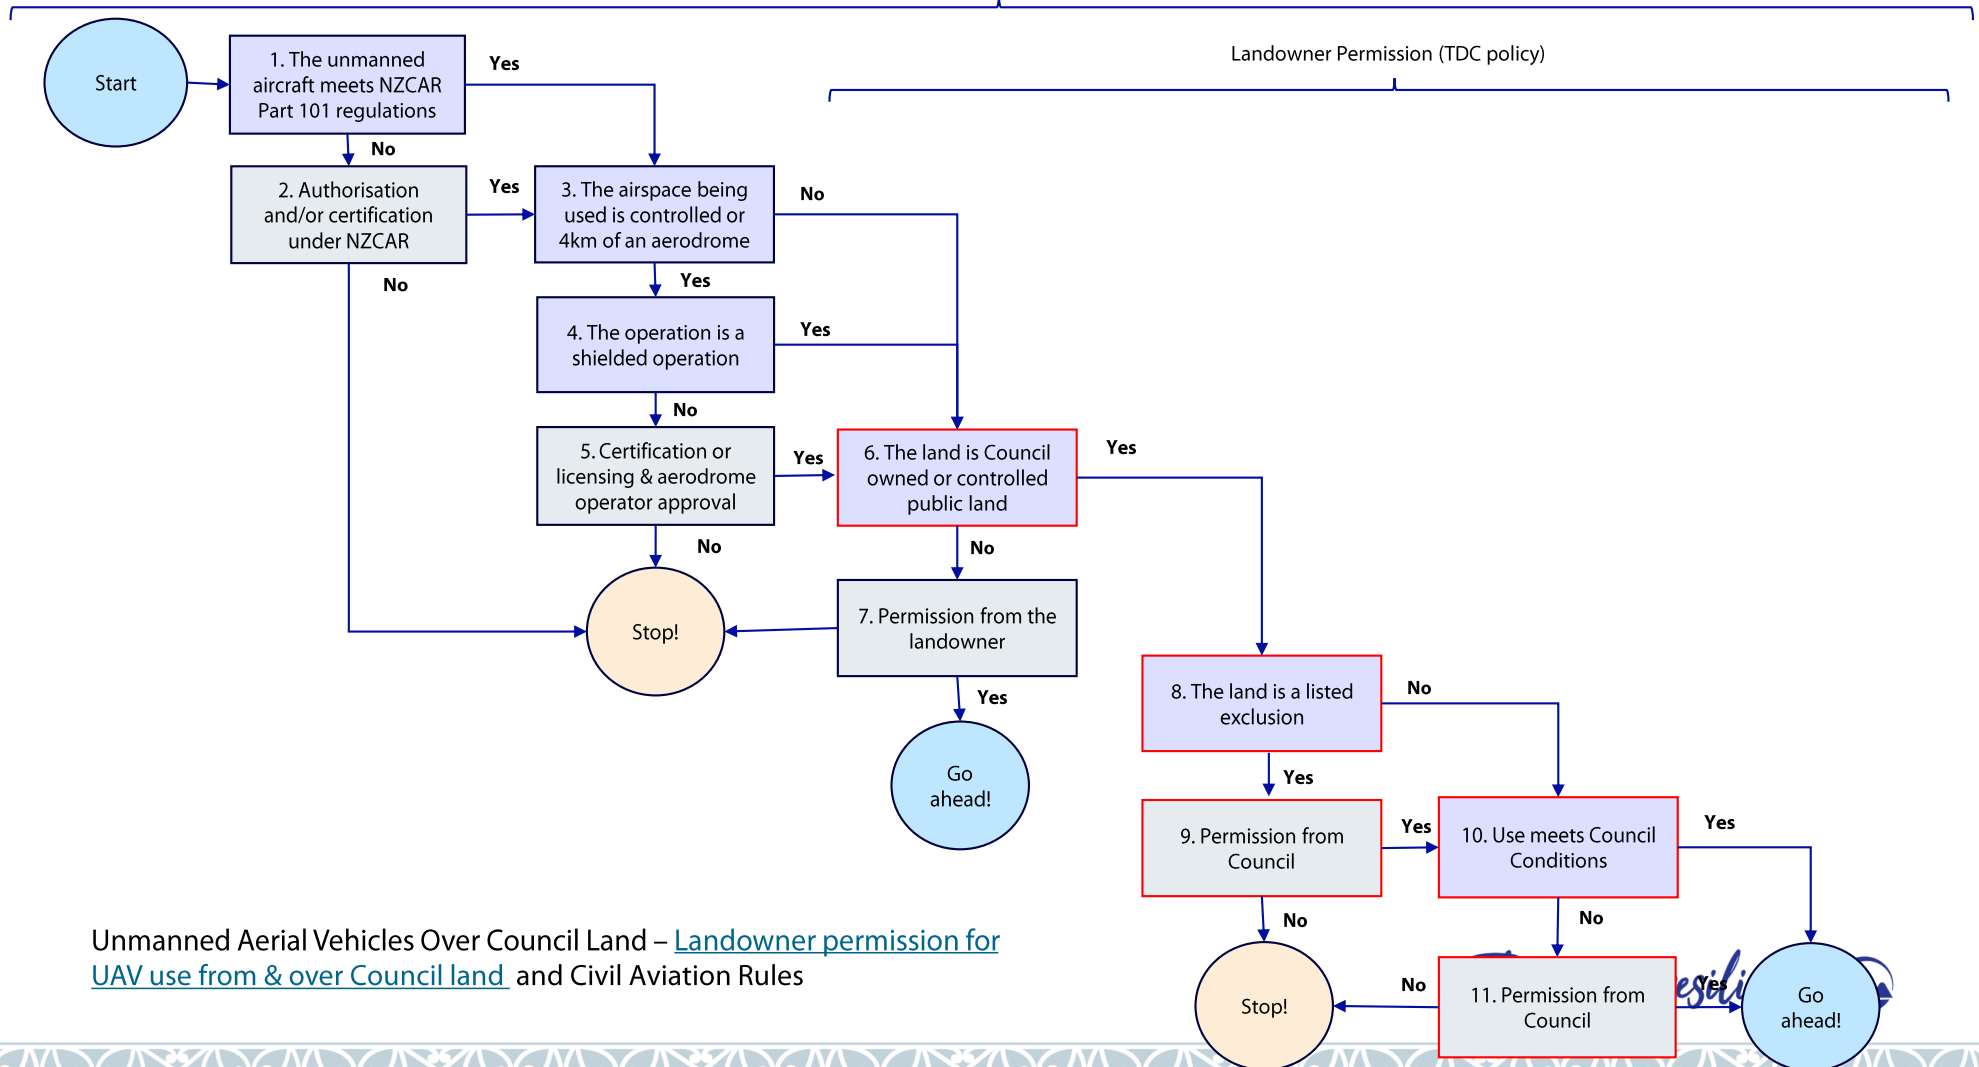 Landowner Permission (TDC policy)
Start
1. The unmanned
aircraft meets NZCAR
Part 101 regulations
Yes
No
2. Authorisation
and/or certification
under NZCAR
Yes
No
3. The airspace being
used is controlled or
4km of an aerodrome
No
Yes
4. The operation is a
shielded operation
Yes
No
5. Certification or
licensing & aerodrome
operator approval
Yes
No
6. The land is Council
owned or controlled
public land
Yes
No
Stop!
7. Permission from the
landowner
Yes
Go
ahead!
8. The land is a listed
exclusion
No
Yes
9. Permission from
Council
Yes
No
10. Use meets Council
Conditions
Yes
No
Stop!
No
11. Permission from
Council
Yes
Go
ahead!
Unmanned Aerial Vehicles Over Council Land – Landowner permission for
UAV use from & over Council land and Civil Aviation Rules